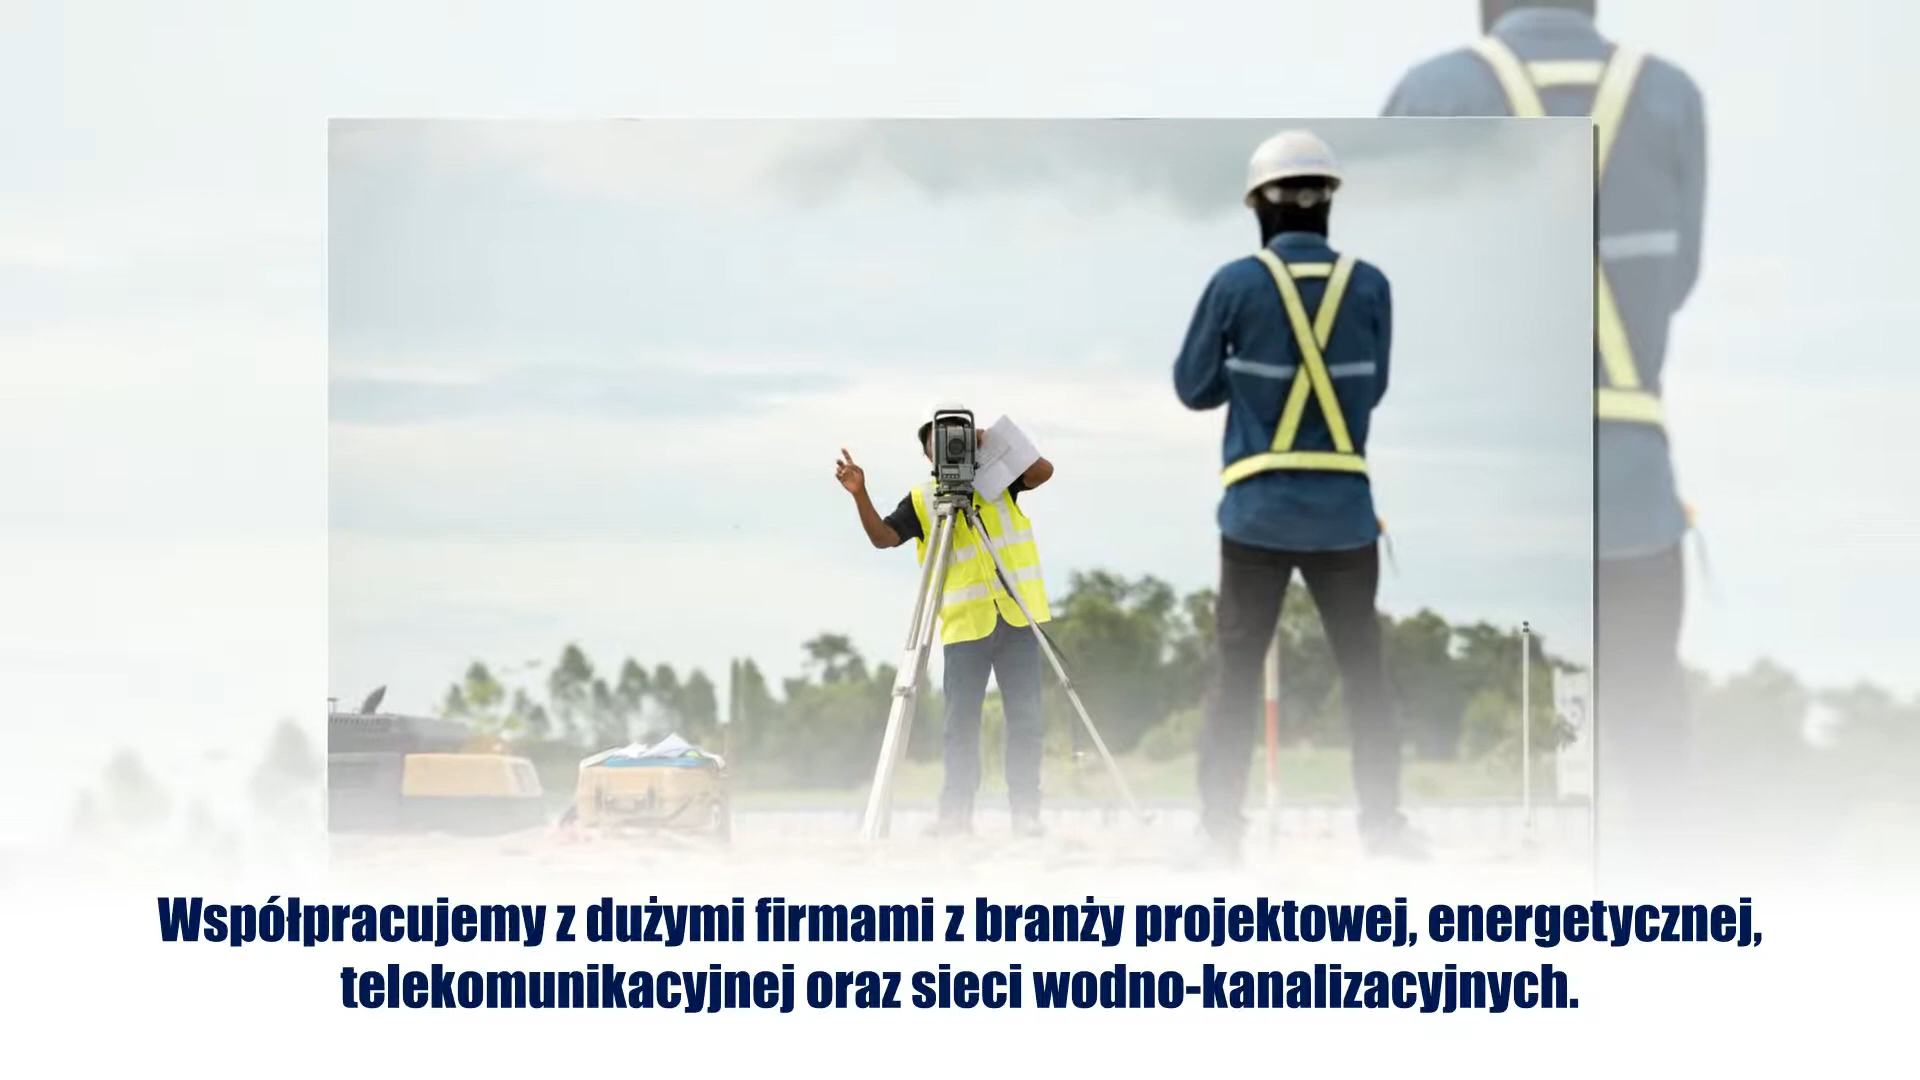 Współpracujemy z dużymi firmami z branży projektowej, energetycznej,
telekomunikacyjnej oraz sieci wodno-kanalizacyjnych.